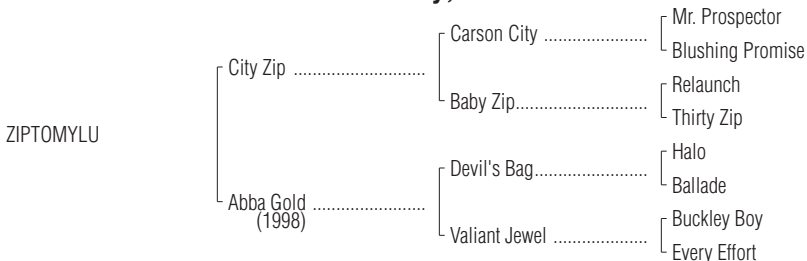 Mr. Prospector
Carson City ......................
Blushing Promise
City Zip ............................
Relaunch
Baby Zip............................
Thirty Zip
ZIPTOMYLU
Halo
Devil's Bag........................
Ballade
Abba Gold ........................
(1998)
Buckley Boy
Valiant Jewel ....................
Every Effort